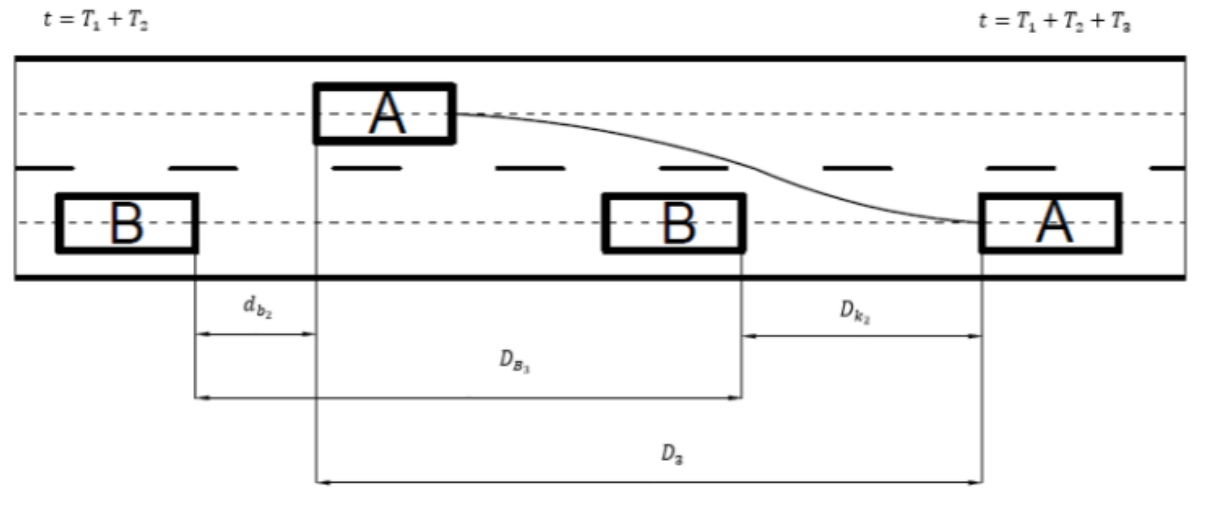 t = T₁ + T₂
t = T₁ + T₂ + T₃
A
B
B
A
d_{b₂}
D_{k₂}
D_{B₃}
D₃